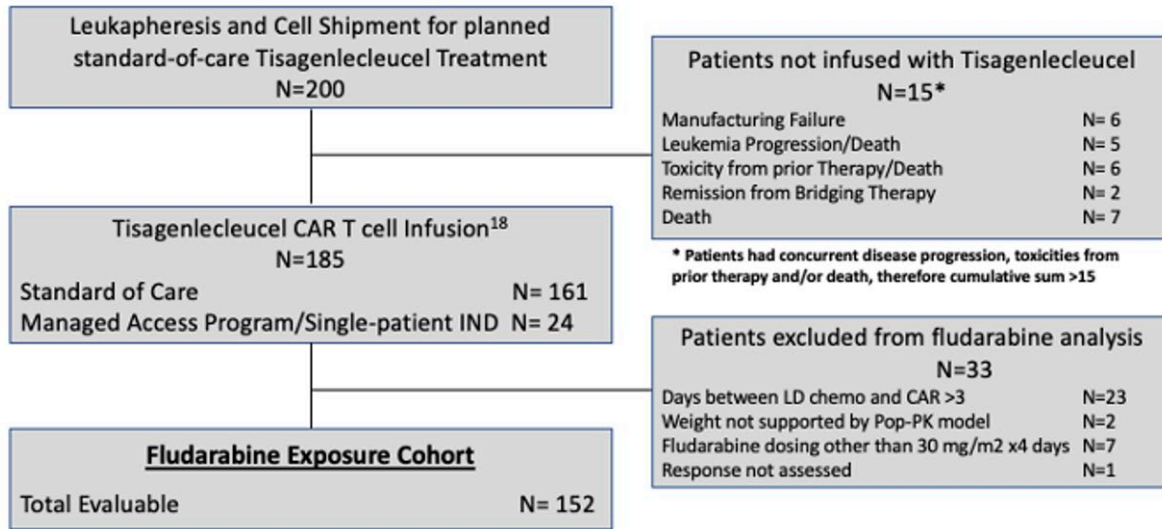 Leukapheresis and Cell Shipment for planned
standard-of-care Tisagenlecleucel Treatment
N=200
Patients not infused with Tisagenlecleucel
N=15*
Manufacturing Failure N= 6
Leukemia Progression/Death N= 5
Toxicity from prior Therapy/Death N= 6
Remission from Bridging Therapy N= 2
Death N= 7
* Patients had concurrent disease progression, toxicities from
prior therapy and/or death, therefore cumulative sum >15
Tisagenlecleucel CAR T cell Infusion18
N=185
Standard of Care N= 161
Managed Access Program/Single-patient IND N= 24
Patients excluded from fludarabine analysis
N=33
Days between LD chemo and CAR >3 N=23
Weight not supported by Pop-PK model N=2
Fludarabine dosing other than 30 mg/m2 x4 days N=7
Response not assessed N=1
Fludarabine Exposure Cohort
Total Evaluable N= 152